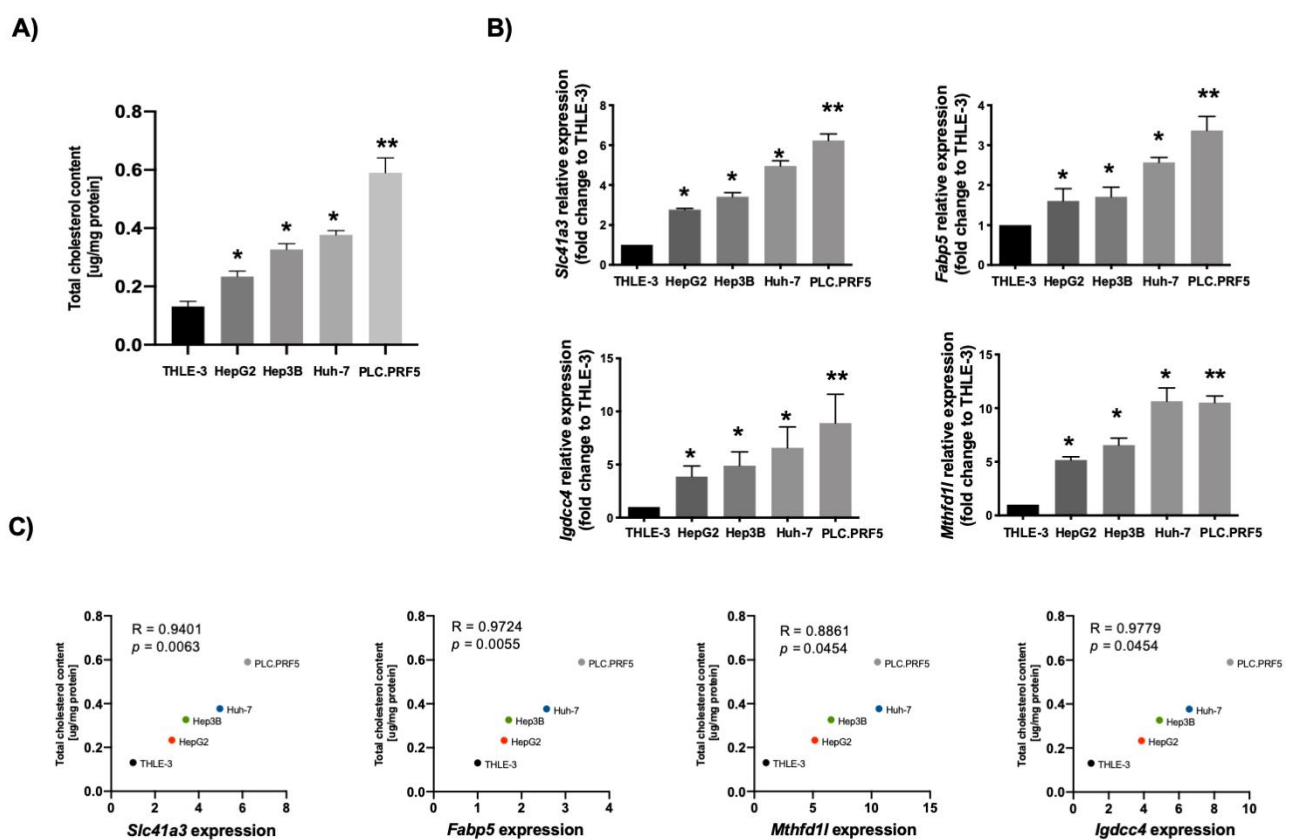 A)
B)
Total cholesterol content
[ug/mg protein]
0.8
0.6
0.4
0.2
0.0
*
*
*
**
THLE-3 HepG2 Hep3B Huh-7 PLC.PRF5
Slc41a3 relative expression
(fold change to THLE-3)
8
6
4
2
0
*
*
*
**
THLE-3 HepG2 Hep3B Huh-7 PLC.PRF5
Fabp5 relative expression
(fold change to THLE-3)
4
3
2
1
0
*
*
*
**
THLE-3 HepG2 Hep3B Huh-7 PLC.PRF5
Igdcc4 relative expression
(fold change to THLE-3)
15
10
5
0
*
*
*
**
THLE-3 HepG2 Hep3B Huh-7 PLC.PRF5
Mthfd1l relative expression
(fold change to THLE-3)
15
10
5
0
*
*
*
**
THLE-3 HepG2 Hep3B Huh-7 PLC.PRF5
C)
Total cholesterol content
[ug/mg protein]
0.8
0.6
0.4
0.2
0.0
R = 0.9401
p = 0.0063
PLC.PRF5
Huh-7
Hep3B
HepG2
THLE-3
0 2 4 6 8
Slc41a3 expression
Total cholesterol content
[ug/mg protein]
0.8
0.6
0.4
0.2
0.0
R = 0.9724
p = 0.0055
PLC.PRF5
Huh-7
Hep3B
HepG2
THLE-3
0 1 2 3 4
Fabp5 expression
Total cholesterol content
[ug/mg protein]
0.8
0.6
0.4
0.2
0.0
R = 0.8861
p = 0.0454
PLC.PRF5
Huh-7
Hep3B
HepG2
THLE-3
0 5 10 15
Mthfd1l expression
Total cholesterol content
[ug/mg protein]
0.8
0.6
0.4
0.2
0.0
R = 0.9779
p = 0.0454
PLC.PRF5
Huh-7
Hep3B
HepG2
THLE-3
0 2 4 6 8 10
Igdcc4 expression